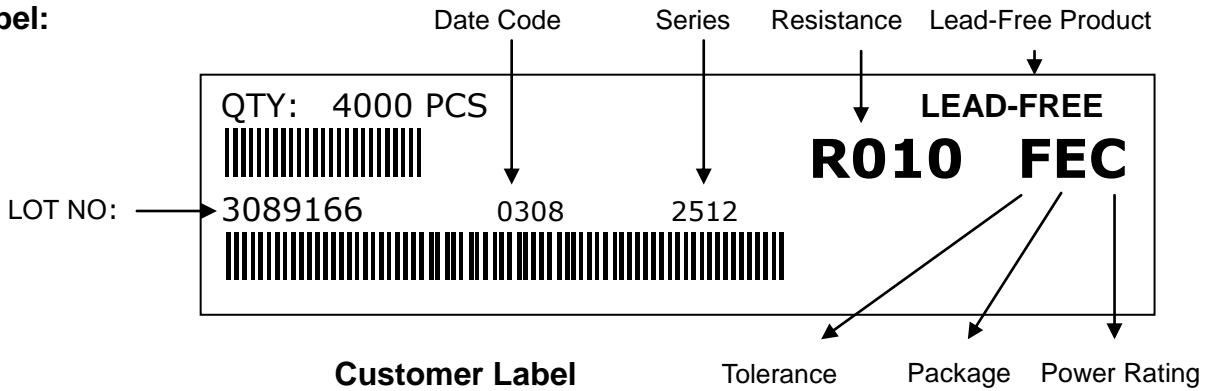 Date Code Series Resistance Lead-Free Product
QTY: 4000 PCS LEAD-FREE
R010 FEC
LOT NO: 3089166 0308 2512
Customer Label Tolerance Package Power Rating